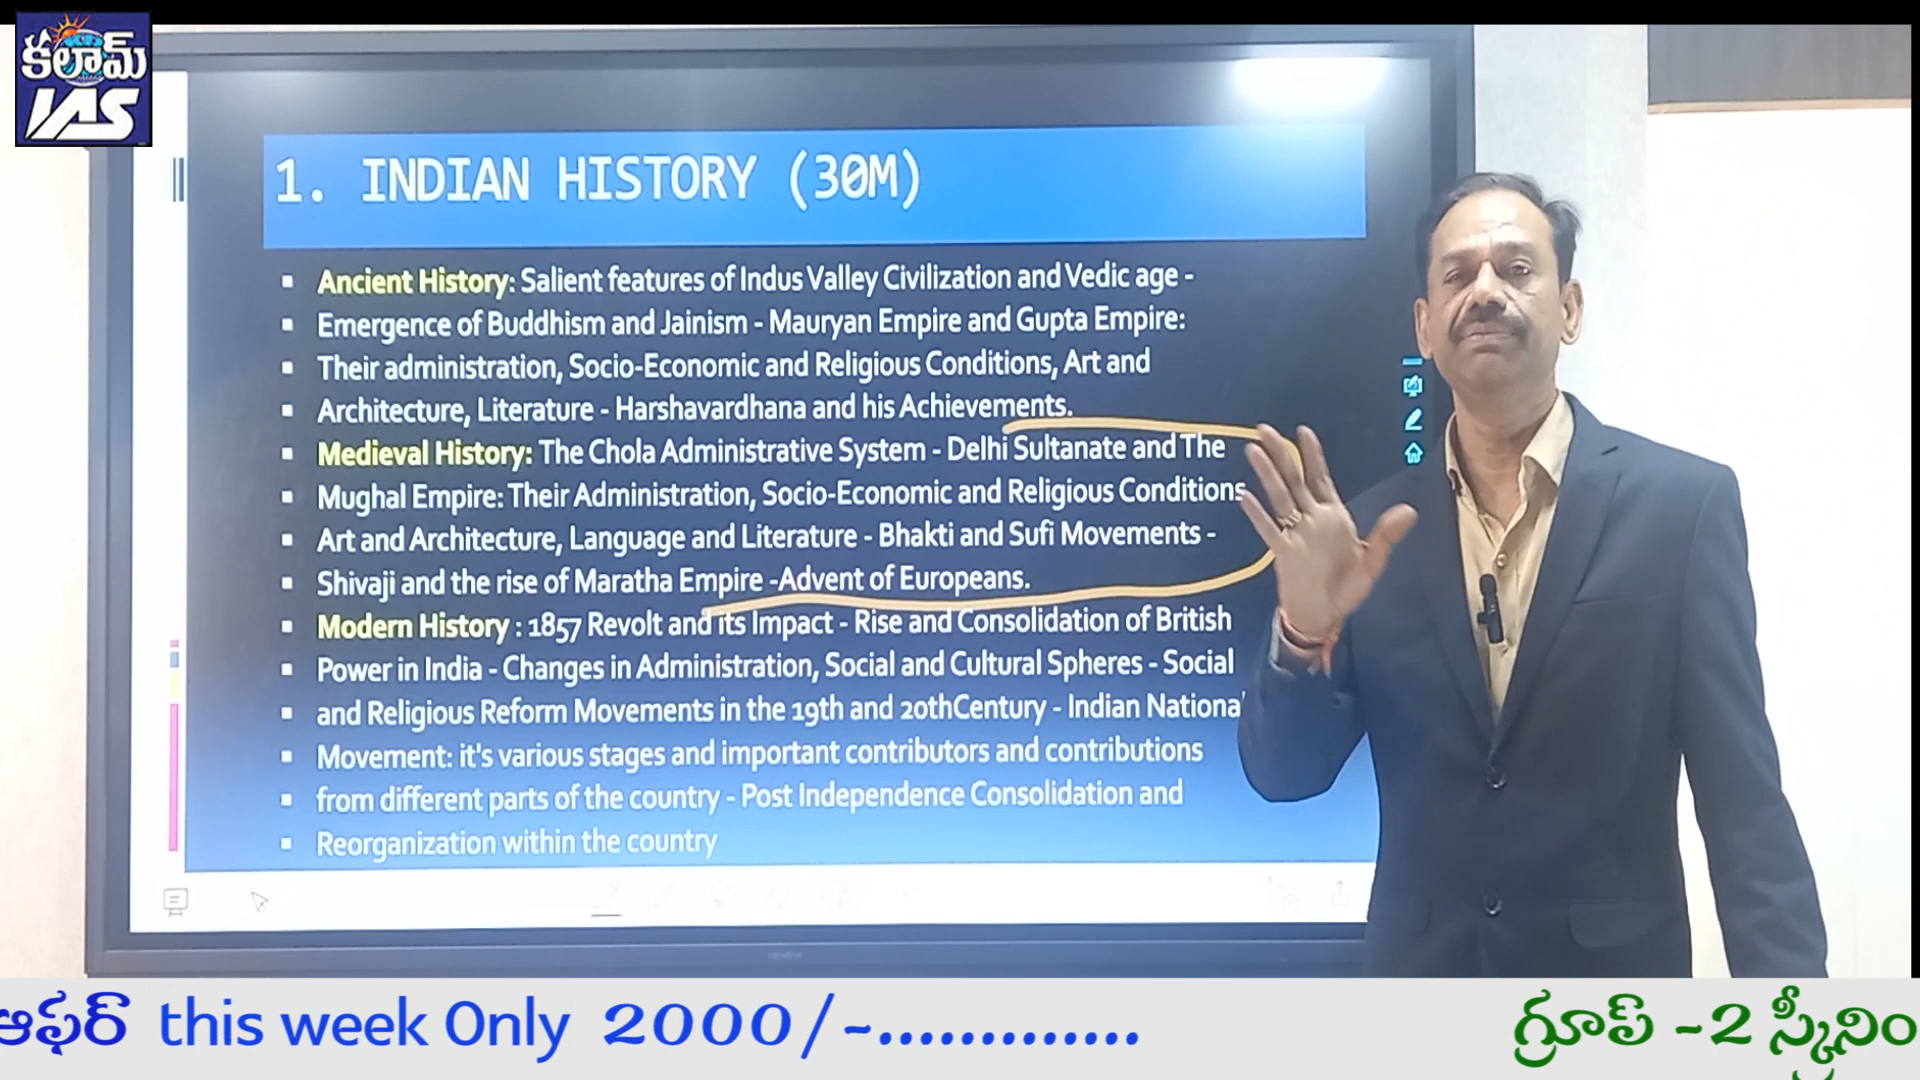 కలామ్
IAS
1. INDIAN HISTORY (30M)
Ancient History: Salient features of Indus Valley Civilization and Vedic age -
Emergence of Buddhism and Jainism - Mauryan Empire and Gupta Empire:
Their administration, Socio-Economic and Religious Conditions, Art and
Architecture, Literature - Harshavardhana and his Achievements.
Medieval History: The Chola Administrative System - Delhi Sultanate and The
Mughal Empire: Their Administration, Socio-Economic and Religious Conditions
Art and Architecture, Language and Literature - Bhakti and Sufi Movements -
Shivaji and the rise of Maratha Empire -Advent of Europeans.
Modern History : 1857 Revolt and its Impact - Rise and Consolidation of British
Power in India - Changes in Administration, Social and Cultural Spheres - Social
and Religious Reform Movements in the 19th and 20thCentury - Indian National
Movement: it's various stages and important contributors and contributions
from different parts of the country - Post Independence Consolidation and
Reorganization within the country
newline
ఆఫర్ this week Only 2000/-............. గ్రూప్ -2 స్క్రీనిం